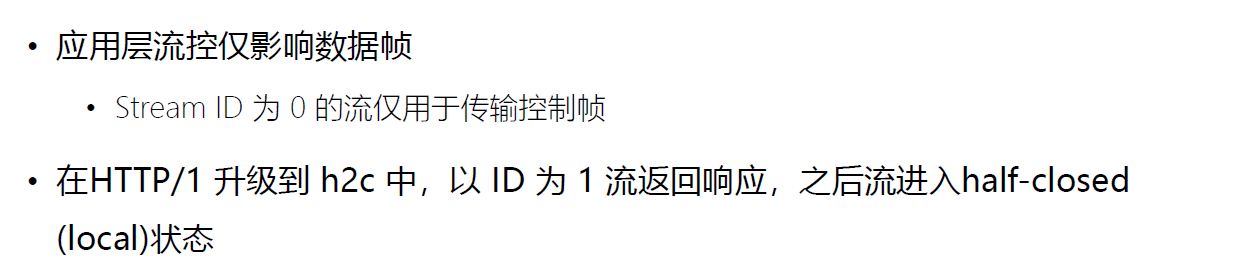 • 应用层流控仅影响数据帧
• Stream ID 为 0 的流仅用于传输控制帧
• 在HTTP/1 升级到 h2c 中，以 ID 为 1 流返回响应，之后流进入half-closed
(local)状态